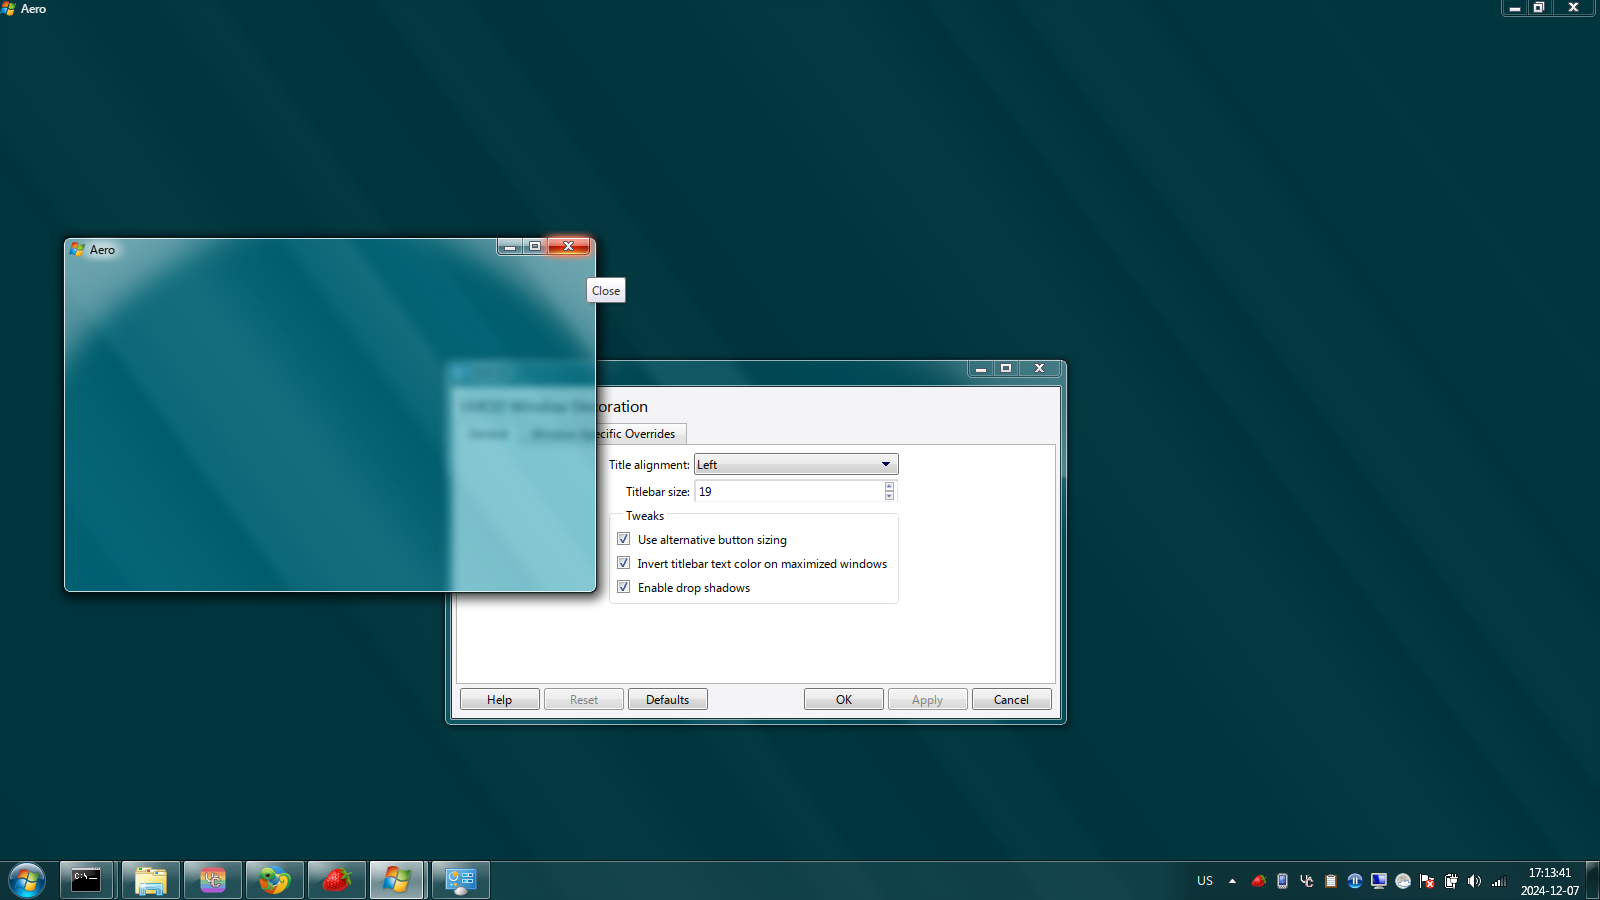 Aero
Aero
Close
oration
cific Overrides
Title alignment: Left
Titlebar size: 19
Tweaks
Use alternative button sizing
Invert titlebar text color on maximized windows
Enable drop shadows
Help Reset Defaults OK Apply Cancel
C:\_
US
17:13:41
2024-12-07